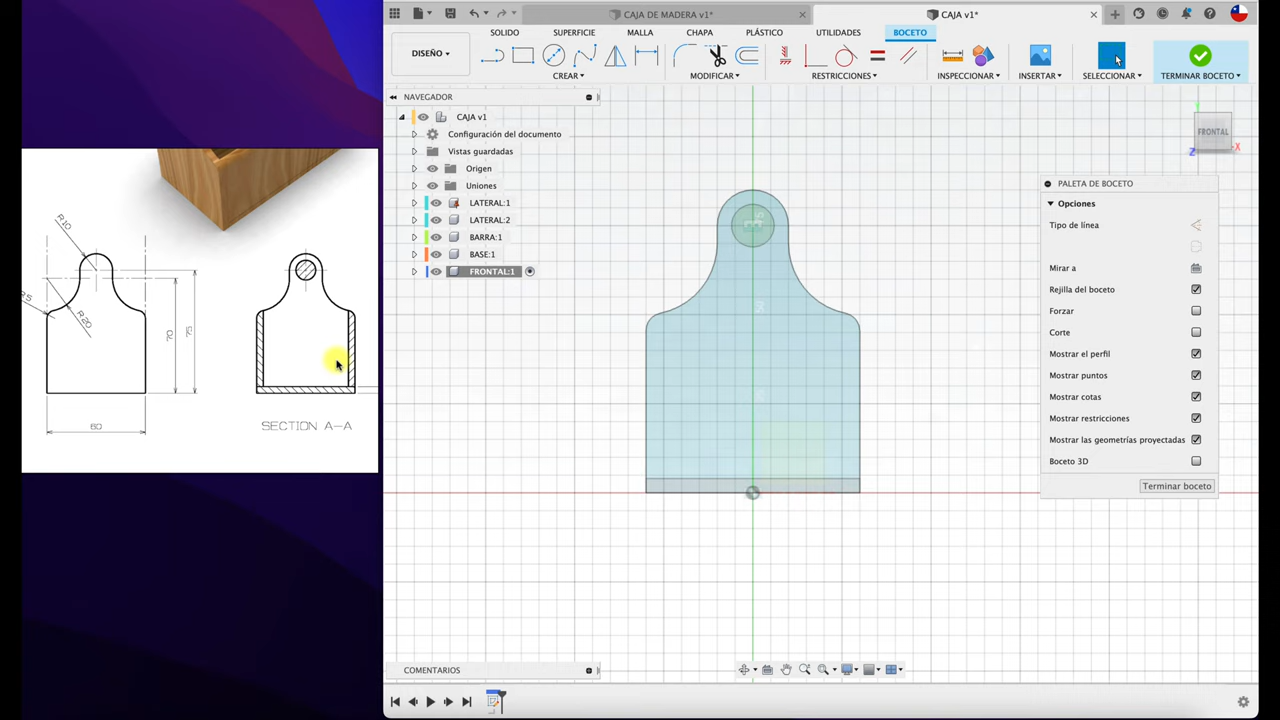 CAJA DE MADERA v1*
CAJA v1*
DISEÑO
SOLIDO
SUPERFICIE
MALLA
CHAPA
PLÁSTICO
UTILIDADES
BOCETO
CREAR
MODIFICAR
RESTRICCIONES
INSPECCIONAR
INSERTAR
SELECCIONAR
TERMINAR BOCETO
NAVEGADOR
CAJA v1
Configuración del documento
Vistas guardadas
Origen
Uniones
LATERAL:1
LATERAL:2
BARRA:1
BASE:1
FRONTAL:1
FRONTAL
Z
X
PALETA DE BOCETO
Opciones
Tipo de línea
Mirar a
Rejilla del boceto
Forzar
Corte
Mostrar el perfil
Mostrar puntos
Mostrar cotas
Mostrar restricciones
Mostrar las geometrías proyectadas
Boceto 3D
Terminar boceto
R10
R20
70
75
60
SECTION A-A
50
COMENTARIOS